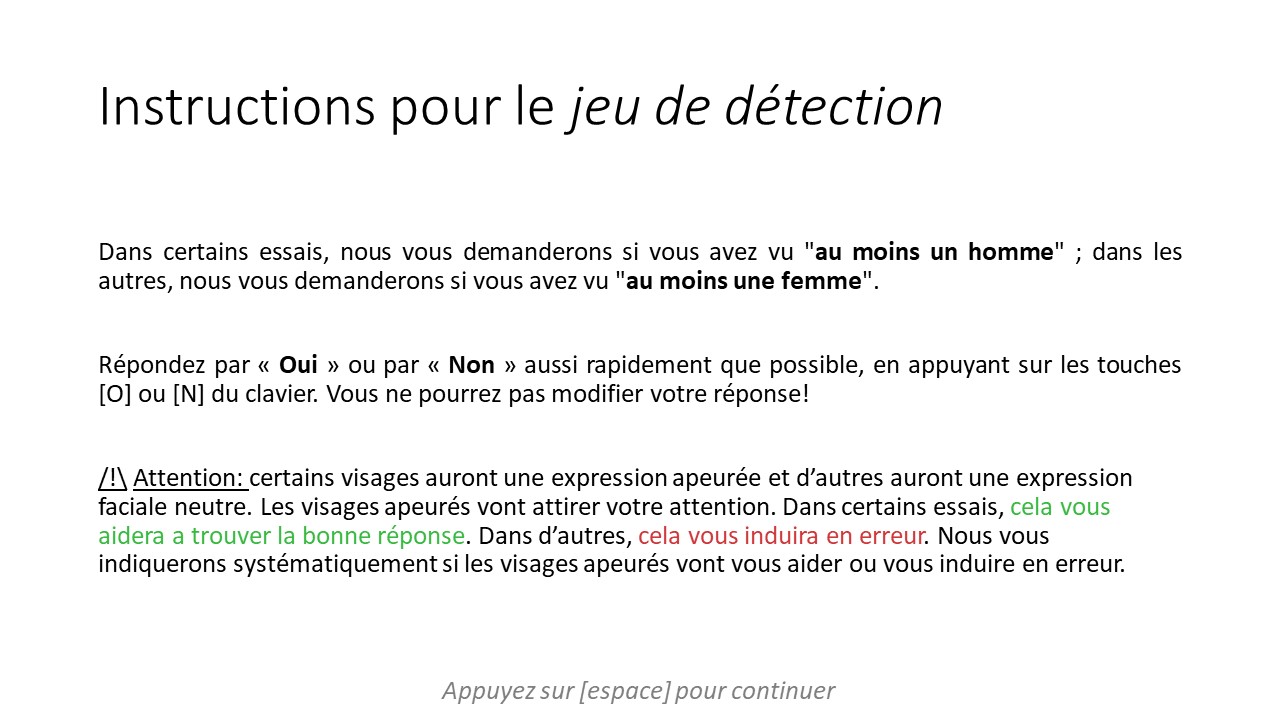 Instructions pour le jeu de détection
Dans certains essais, nous vous demanderons si vous avez vu "au moins un homme" ; dans les
autres, nous vous demanderons si vous avez vu "au moins une femme".
Répondez par « Oui » ou par « Non » aussi rapidement que possible, en appuyant sur les touches
[O] ou [N] du clavier. Vous ne pourrez pas modifier votre réponse!
/!\ Attention: certains visages auront une expression apeurée et d’autres auront une expression
faciale neutre. Les visages apeurés vont attirer votre attention. Dans certains essais, cela vous
aidera a trouver la bonne réponse. Dans d’autres, cela vous induira en erreur. Nous vous
indiquerons systématiquement si les visages apeurés vont vous aider ou vous induire en erreur.
Appuyez sur [espace] pour continuer